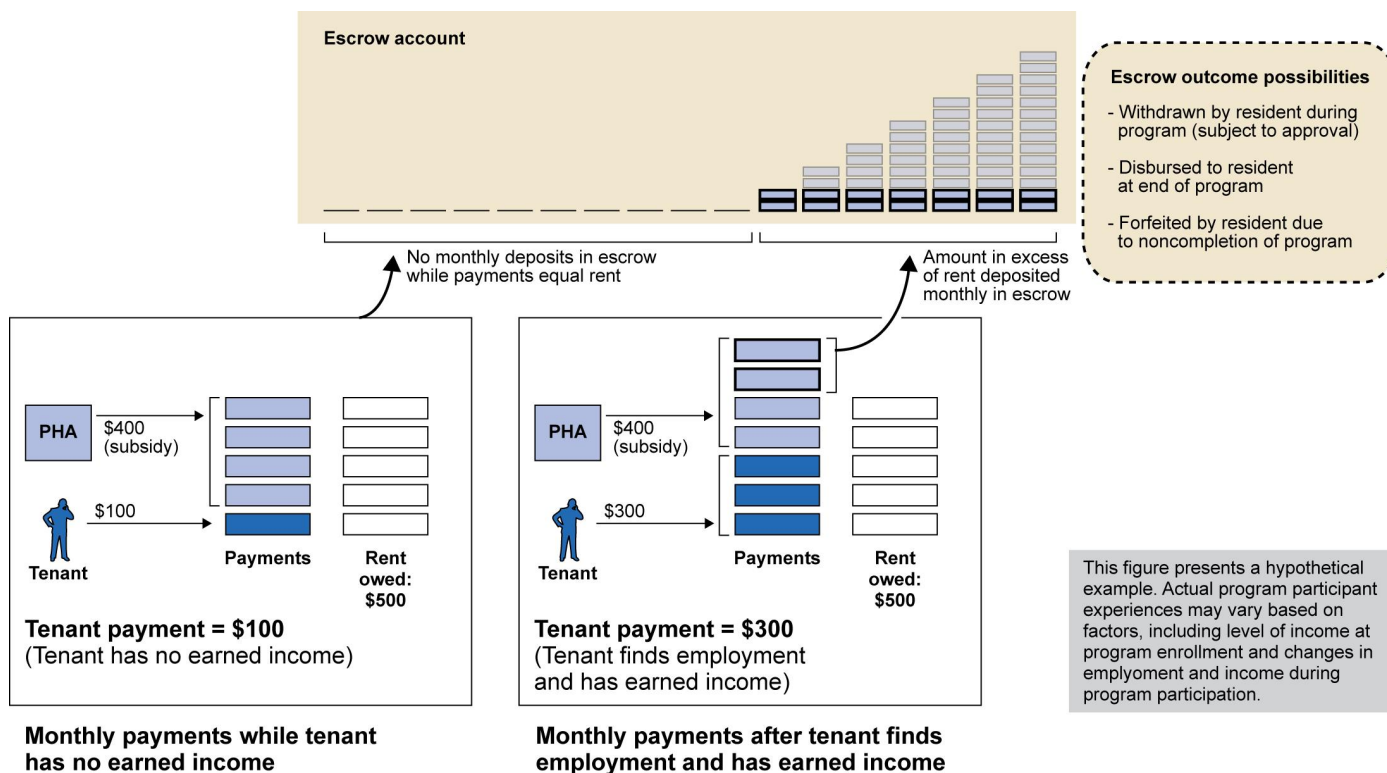 Escrow account
Escrow outcome possibilities
- Withdrawn by resident during
program (subject to approval)
- Disbursed to resident
at end of program
- Forfeited by resident due
to noncompletion of program
No monthly deposits in escrow
while payments equal rent
Amount in excess
of rent deposited
monthly in escrow
PHA
$400
(subsidy)
$100
Tenant
Payments
Rent
owed:
$500
Tenant payment = $100
(Tenant has no earned income)
Monthly payments while tenant
has no earned income
PHA
$400
(subsidy)
$300
Tenant
Payments
Rent
owed:
$500
Tenant payment = $300
(Tenant finds employment
and has earned income)
Monthly payments after tenant finds
employment and has earned income
This figure presents a hypothetical
example. Actual program participant
experiences may vary based on
factors, including level of income at
program enrollment and changes in
emplyoment and income during
program participation.